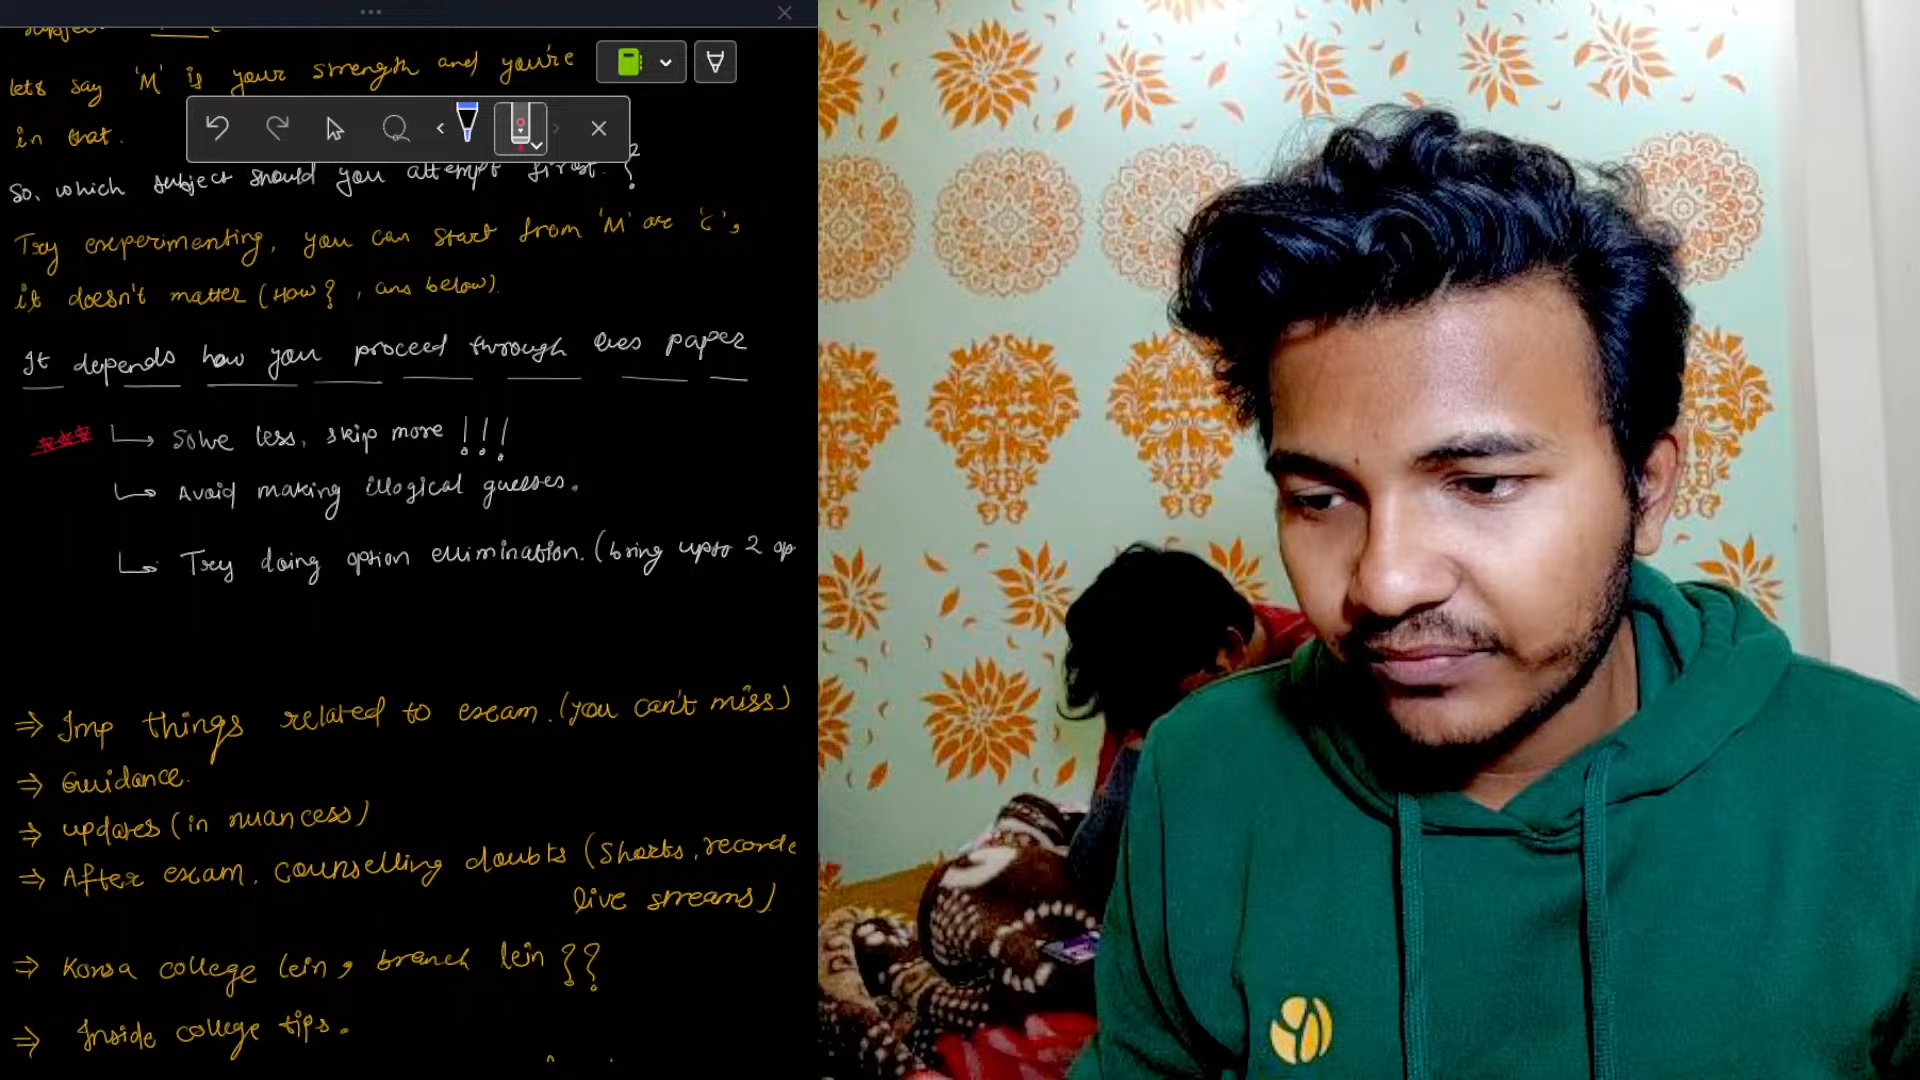 lets say 'M' is your strength and you're
in that.
So, which subject should you attempt first. ?
Try experimenting, you can start from 'M' are 'c',
it doesn't matter (How?, ans below).
It depends how you proceed through the paper
*** Solve less, skip more !!!
Avoid making illogical guesses.
Try doing option ellimination. (bring upto 2 op
⇒ Imp things related to exam. (you can't miss)
⇒ Guidance.
⇒ updates (in nuancess)
⇒ After exam. counselling doubts (Shorts, recorde
live streams)
⇒ Konsa college lein, branch lein ??
⇒ Inside college tips.